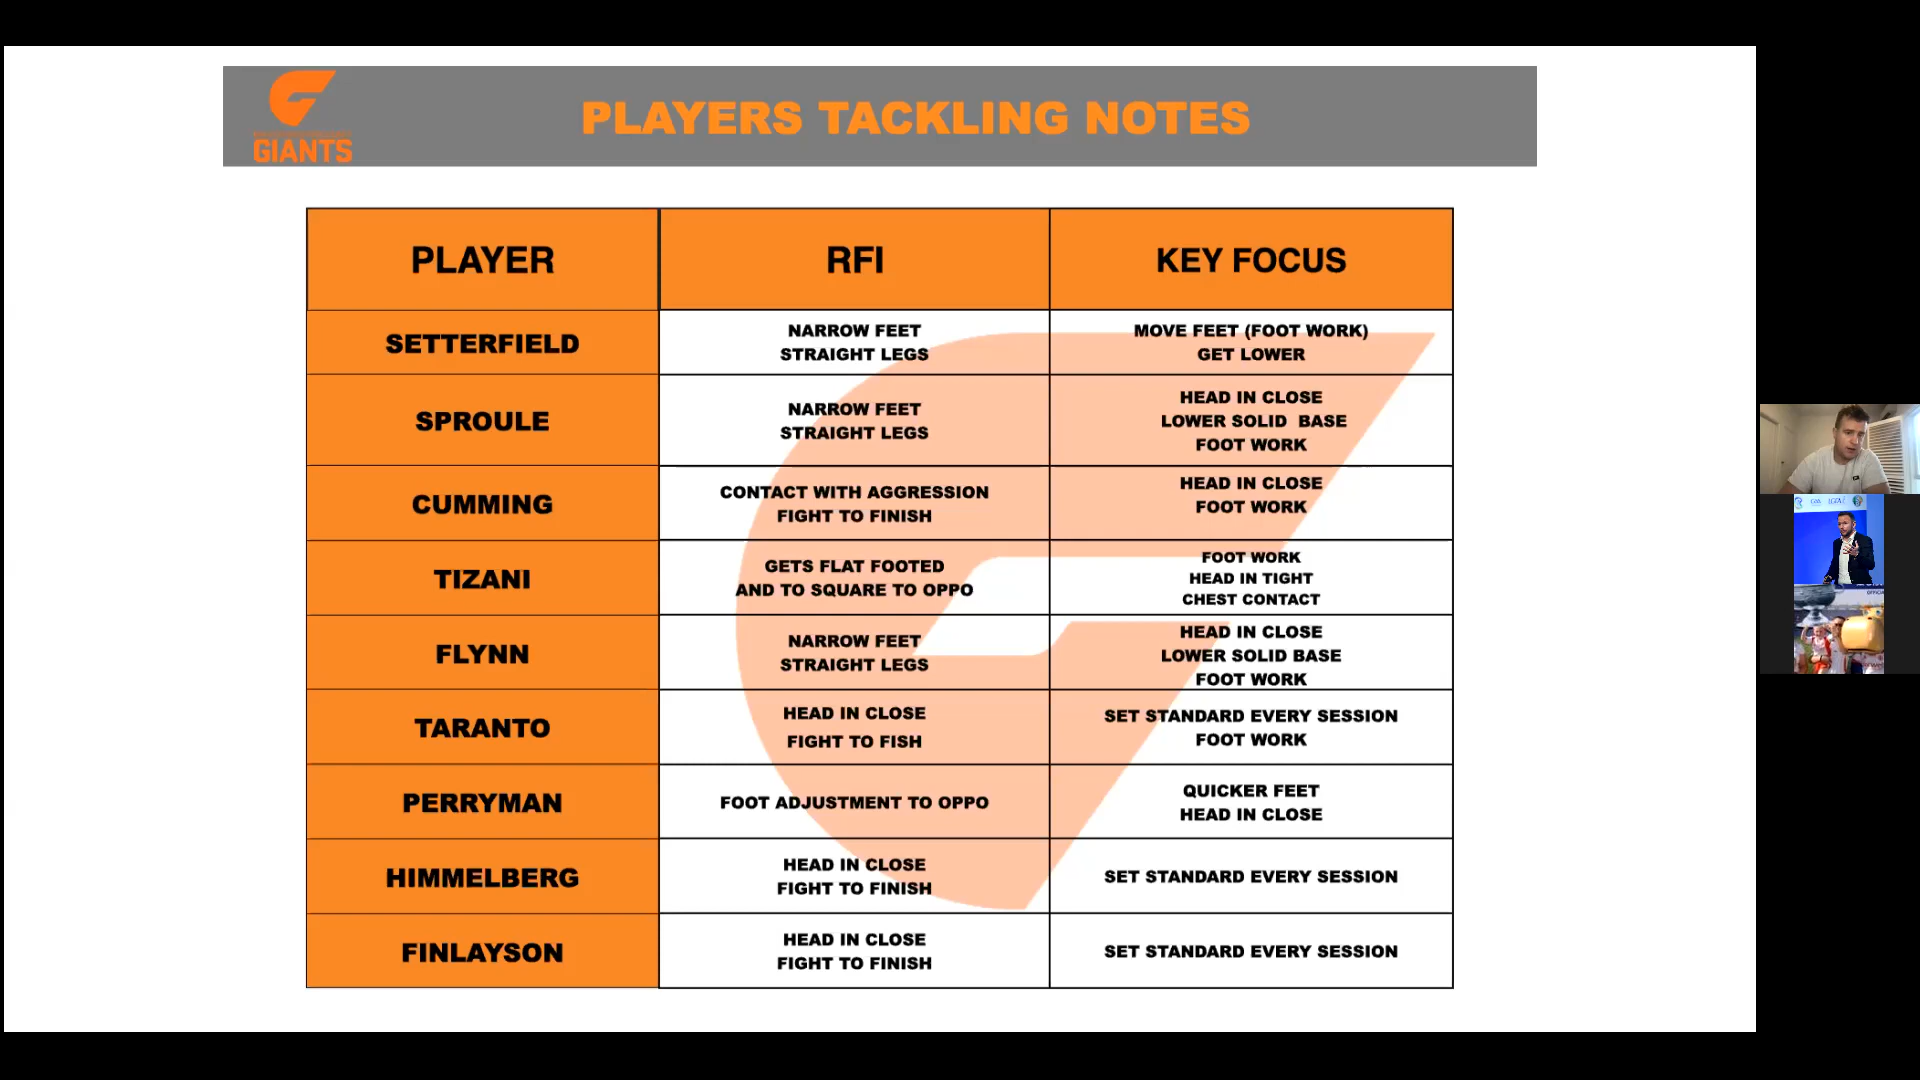 GIANTS
PLAYERS TACKLING NOTES
PLAYER RFI KEY FOCUS
SETTERFIELD
NARROW FEET
STRAIGHT LEGS
MOVE FEET (FOOT WORK)
GET LOWER
SPROULE
NARROW FEET
STRAIGHT LEGS
HEAD IN CLOSE
LOWER SOLID BASE
FOOT WORK
CUMMING
CONTACT WITH AGGRESSION
FIGHT TO FINISH
HEAD IN CLOSE
FOOT WORK
TIZANI
GETS FLAT FOOTED
AND TO SQUARE TO OPPO
FOOT WORK
HEAD IN TIGHT
CHEST CONTACT
FLYNN
NARROW FEET
STRAIGHT LEGS
HEAD IN CLOSE
LOWER SOLID BASE
FOOT WORK
TARANTO
HEAD IN CLOSE
FIGHT TO FISH
SET STANDARD EVERY SESSION
FOOT WORK
PERRYMAN
FOOT ADJUSTMENT TO OPPO
QUICKER FEET
HEAD IN CLOSE
HIMMELBERG
HEAD IN CLOSE
FIGHT TO FINISH
SET STANDARD EVERY SESSION
FINLAYSON
HEAD IN CLOSE
FIGHT TO FINISH
SET STANDARD EVERY SESSION